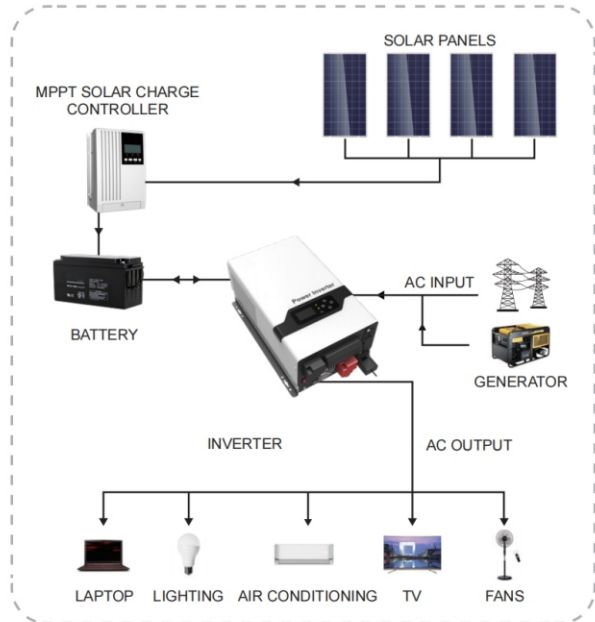 SOLAR PANELS
MPPT SOLAR CHARGE
CONTROLLER
Power Inverter
AC INPUT
BATTERY
GENERATOR
INVERTER
AC OUTPUT
LAPTOP
LIGHTING
AIR CONDITIONING
TV
FANS